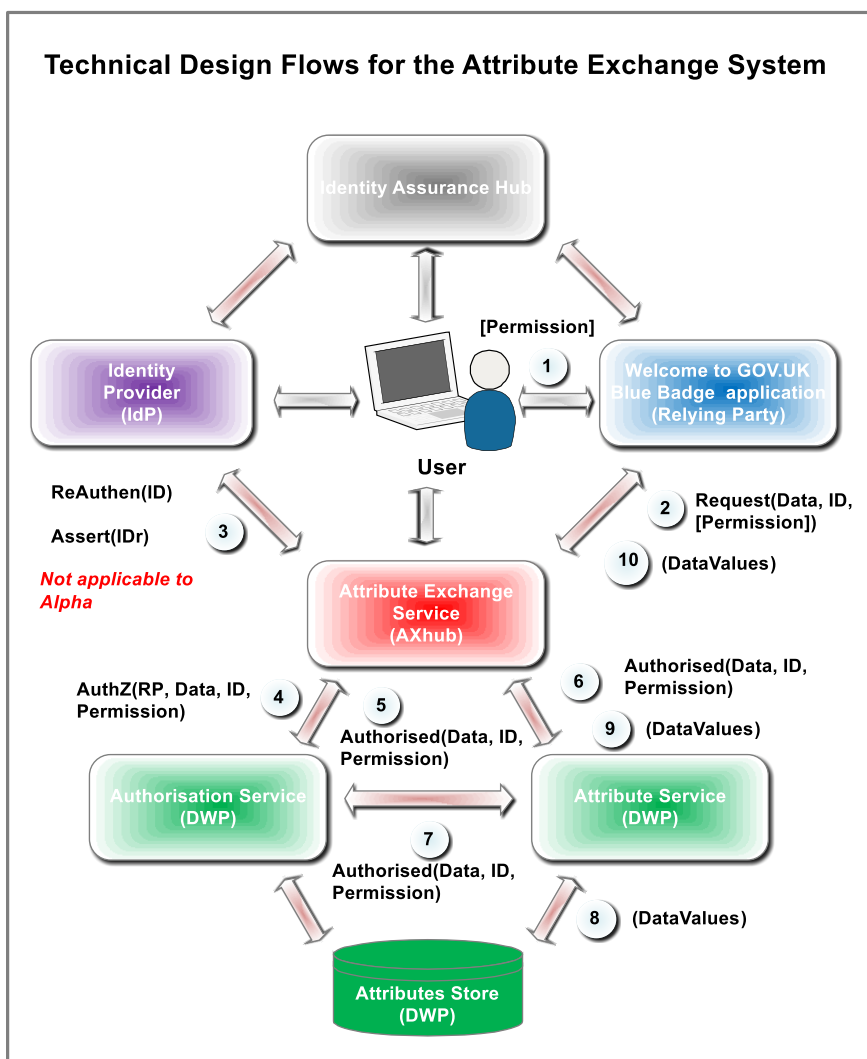 Technical Design Flows for the Attribute Exchange System
Identity Assurance Hub
[Permission]
1
Identity
Provider
(IdP)
Welcome to GOV.UK
Blue Badge application
(Relying Party)
User
ReAuthen(ID)
Assert(IDr)
3
Not applicable to
Alpha
2
Request(Data, ID,
[Permission])
10
(DataValues)
Attribute Exchange
Service
(AXhub)
AuthZ(RP, Data, ID,
Permission)
4
5
Authorised(Data, ID,
Permission)
6
Authorised(Data, ID,
Permission)
9
(DataValues)
Authorisation Service
(DWP)
Attribute Service
(DWP)
7
Authorised(Data, ID,
Permission)
8
(DataValues)
Attributes Store
(DWP)